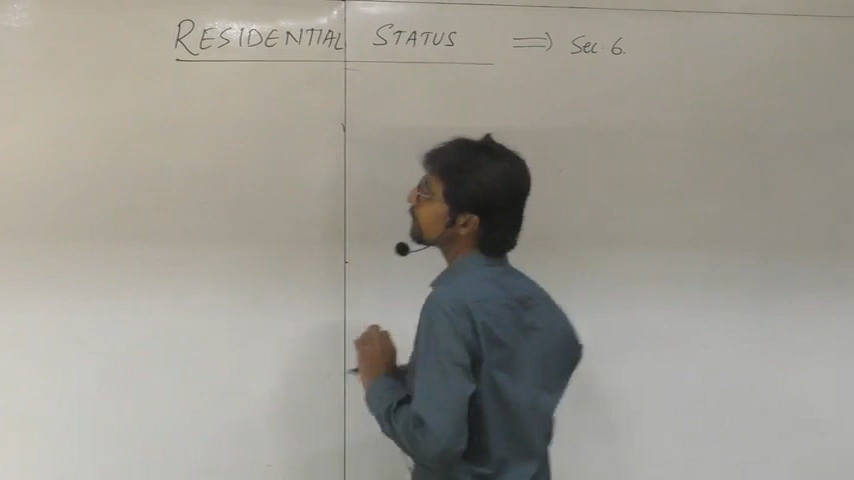 RESIDENTIAL STATUS ⇒ Sec. 6.